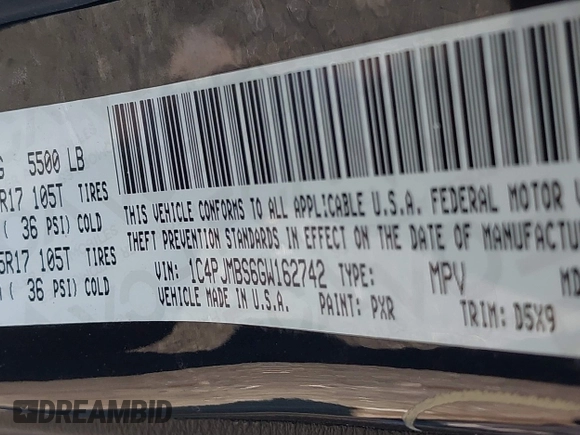 G 5500 LB
5R17 105T TIRES
( 36 PSI) COLD
5R17 105T TIRES
( 36 PSI) COLD
THIS VEHICLE CONFORMS TO ALL APPLICABLE U.S.A. FEDERAL MOTOR
THEFT PREVENTION STANDARDS IN EFFECT ON THE DATE OF MANUFACTU
VIN: 1C4PJMBS6GW162742 TYPE: MPV MD
VEHICLE MADE IN U.S.A. PAINT: PXR TRIM: D5X9
DREAMBID